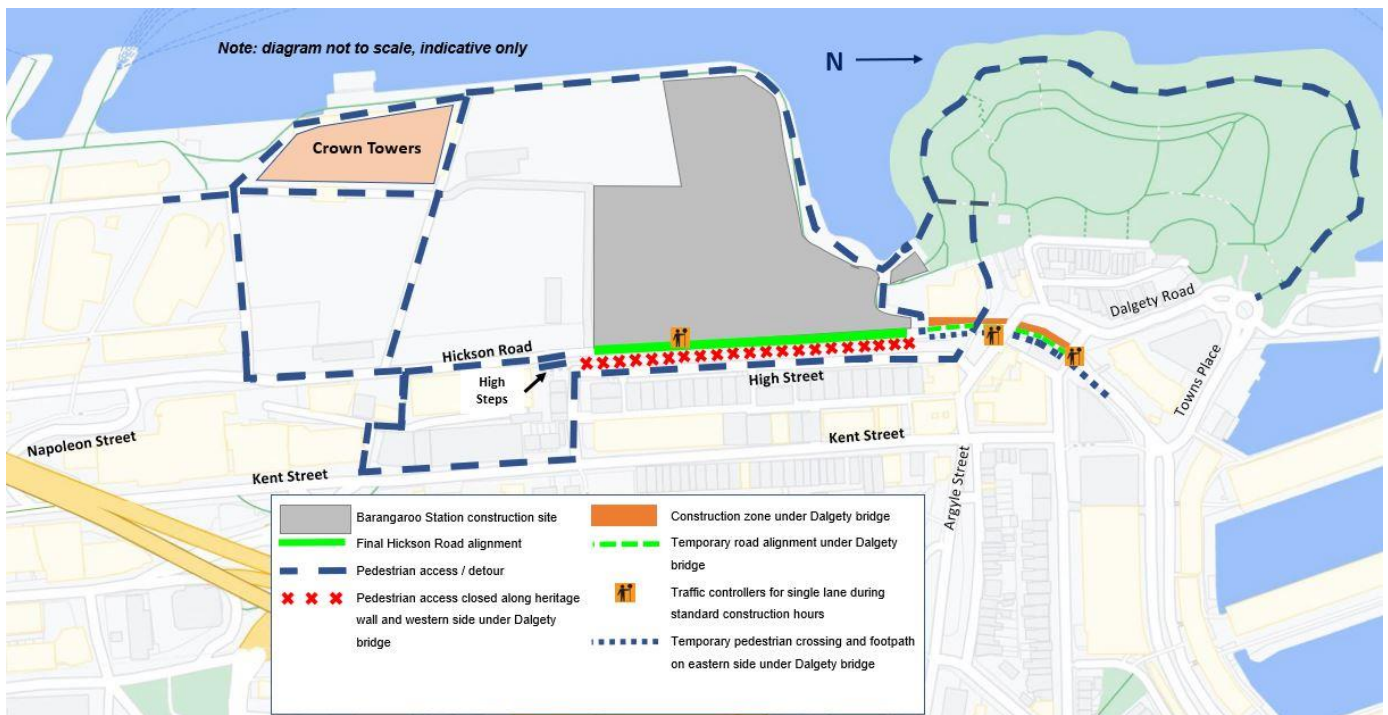 Note: diagram not to scale, indicative only
N
Crown Towers
Dalgety Road
Hickson Road
High
Steps
High Street
Towns Place
Napoleon Street
Kent Street
Kent Street
Argyle Street
Barangaroo Station construction site
Final Hickson Road alignment
Pedestrian access / detour
Pedestrian access closed along heritage
wall and western side under Dalgety
bridge
Construction zone under Dalgety bridge
Temporary road alignment under Dalgety
bridge
Traffic controllers for single lane during
standard construction hours
Temporary pedestrian crossing and footpath
on eastern side under Dalgety bridge